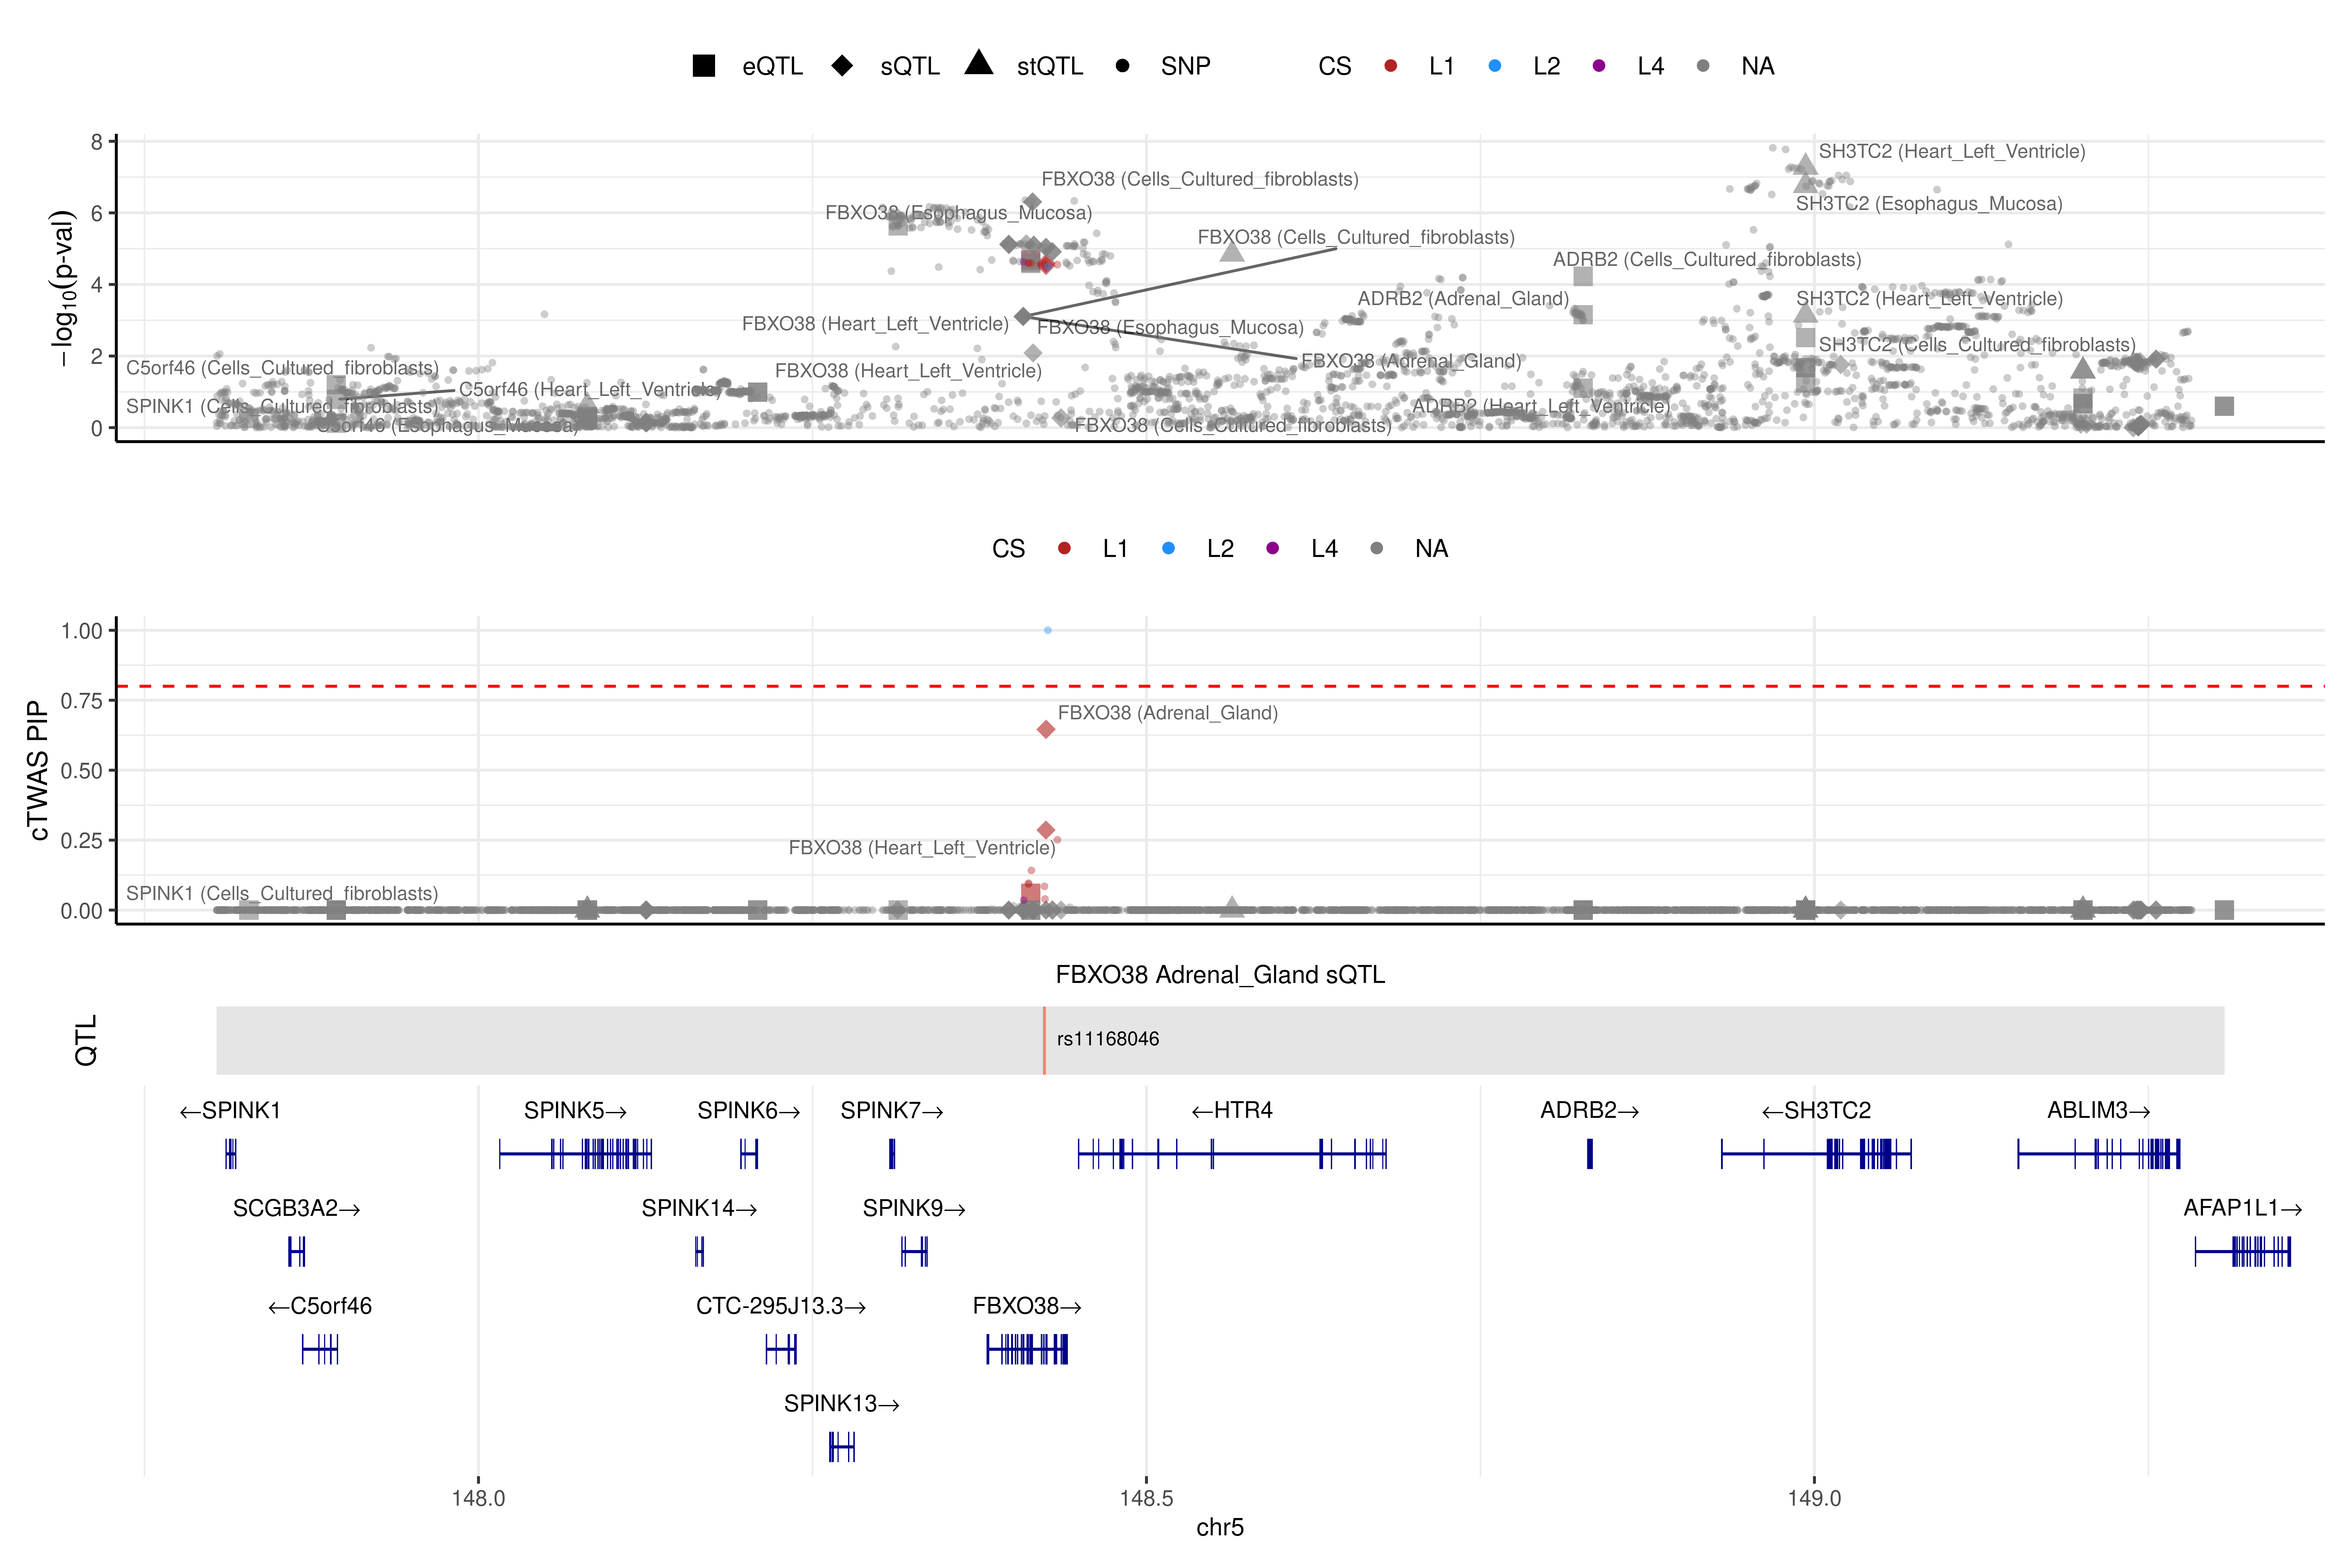 eQTL sQTL stQTL SNP CS L1 L2 L4 NA
8
6
4
2
0
−log10(p-val)
SH3TC2 (Heart_Left_Ventricle)
FBXO38 (Cells_Cultured_fibroblasts)
SH3TC2 (Esophagus_Mucosa)
FBXO38 (Esophagus_Mucosa)
FBXO38 (Cells_Cultured_fibroblasts)
ADRB2 (Cells_Cultured_fibroblasts)
ADRB2 (Adrenal_Gland)
SH3TC2 (Heart_Left_Ventricle)
FBXO38 (Heart_Left_Ventricle)
FBXO38 (Esophagus_Mucosa)
SH3TC2 (Cells_Cultured_fibroblasts)
FBXO38 (Adrenal_Gland)
C5orf46 (Cells_Cultured_fibroblasts)
FBXO38 (Heart_Left_Ventricle)
C5orf46 (Heart_Left_Ventricle)
SPINK1 (Cells_Cultured_fibroblasts)
ADRB2 (Heart_Left_Ventricle)
C5orf46 (Esophagus_Mucosa)
FBXO38 (Cells_Cultured_fibroblasts)
CS L1 L2 L4 NA
1.00
0.75
0.50
0.25
0.00
cTWAS PIP
FBXO38 (Adrenal_Gland)
FBXO38 (Heart_Left_Ventricle)
SPINK1 (Cells_Cultured_fibroblasts)
FBXO38 Adrenal_Gland sQTL
QTL
rs11168046
←SPINK1 SPINK5→ SPINK6→ SPINK7→ ←HTR4 ADRB2→ ←SH3TC2 ABLIM3→
SCGB3A2→ SPINK14→ SPINK9→ AFAP1L1→
←C5orf46 CTC-295J13.3→ FBXO38→
SPINK13→
148.0 148.5 149.0
chr5